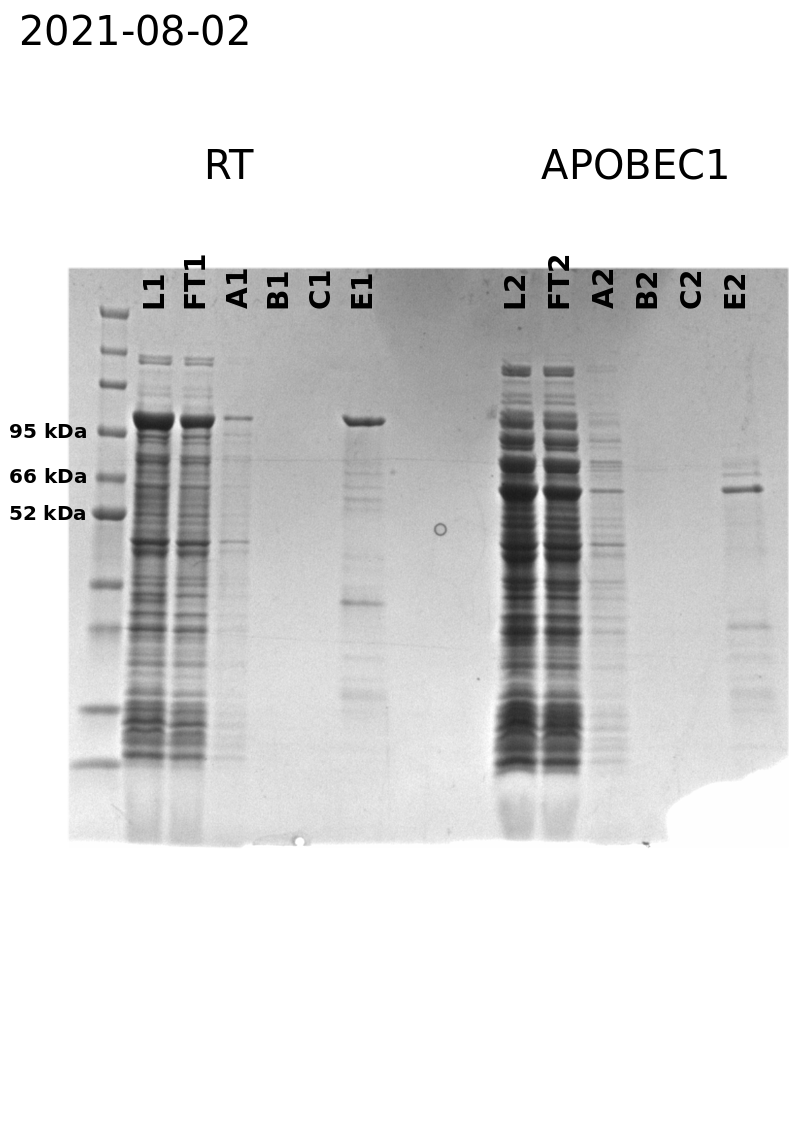 2021-08-02
RT
APOBEC1
L1
FT1
A1
B1
C1
E1
L2
FT2
A2
B2
C2
E2
95 kDa
66 kDa
52 kDa